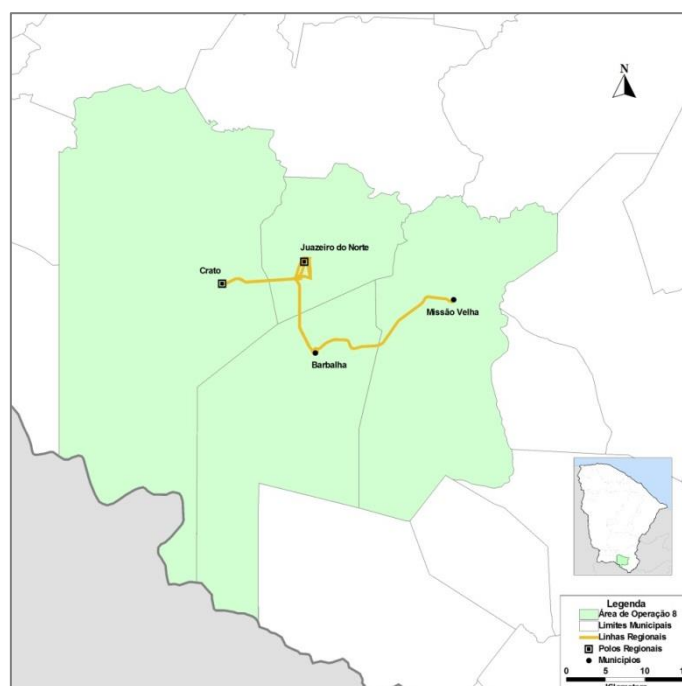 N
Juazeiro do Norte
Crato
Missão Velha
Barbalha
Legenda
Área de Operação 8
Limites Municipais
Linhas Regionais
Polos Regionais
Municípios
0 5 10